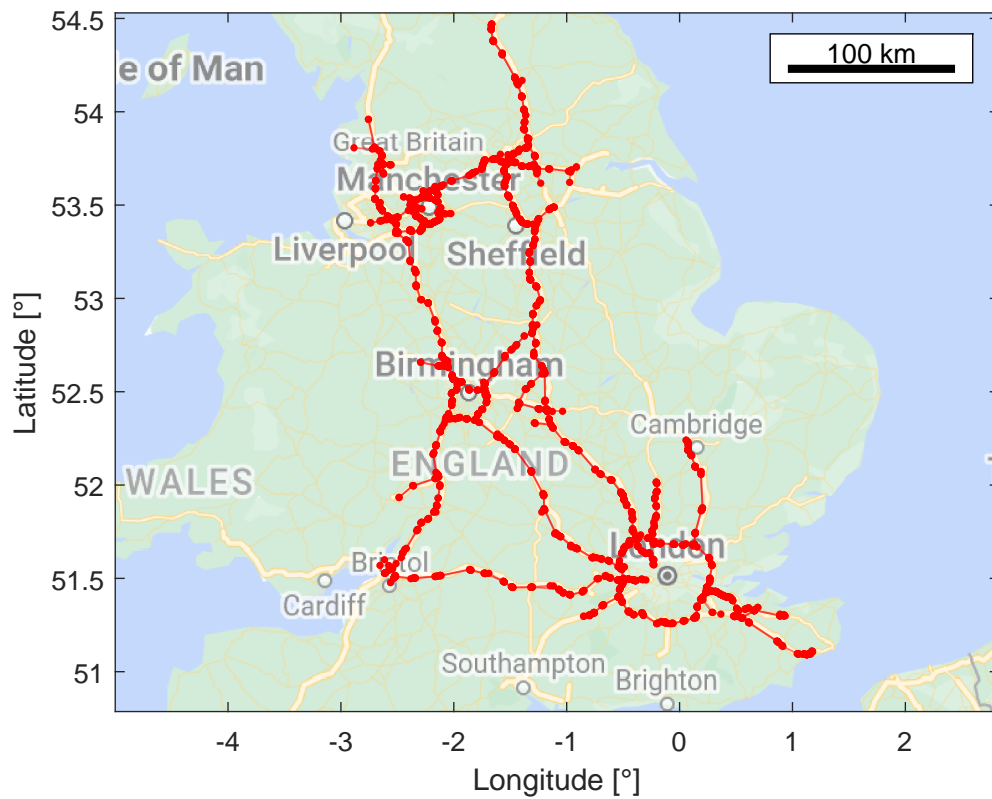 54.5
100 km
e of Man
54
Great Britain
Manchester
53.5
Liverpool
Sheffield
53
Birmingham
52.5
Cambridge
ENGLAND
WALES
52
London
Bristol
51.5
Cardiff
Southampton
Brighton
51
-4
-3
-2
-1
0
1
2
Longitude [°]
Latitude [°]